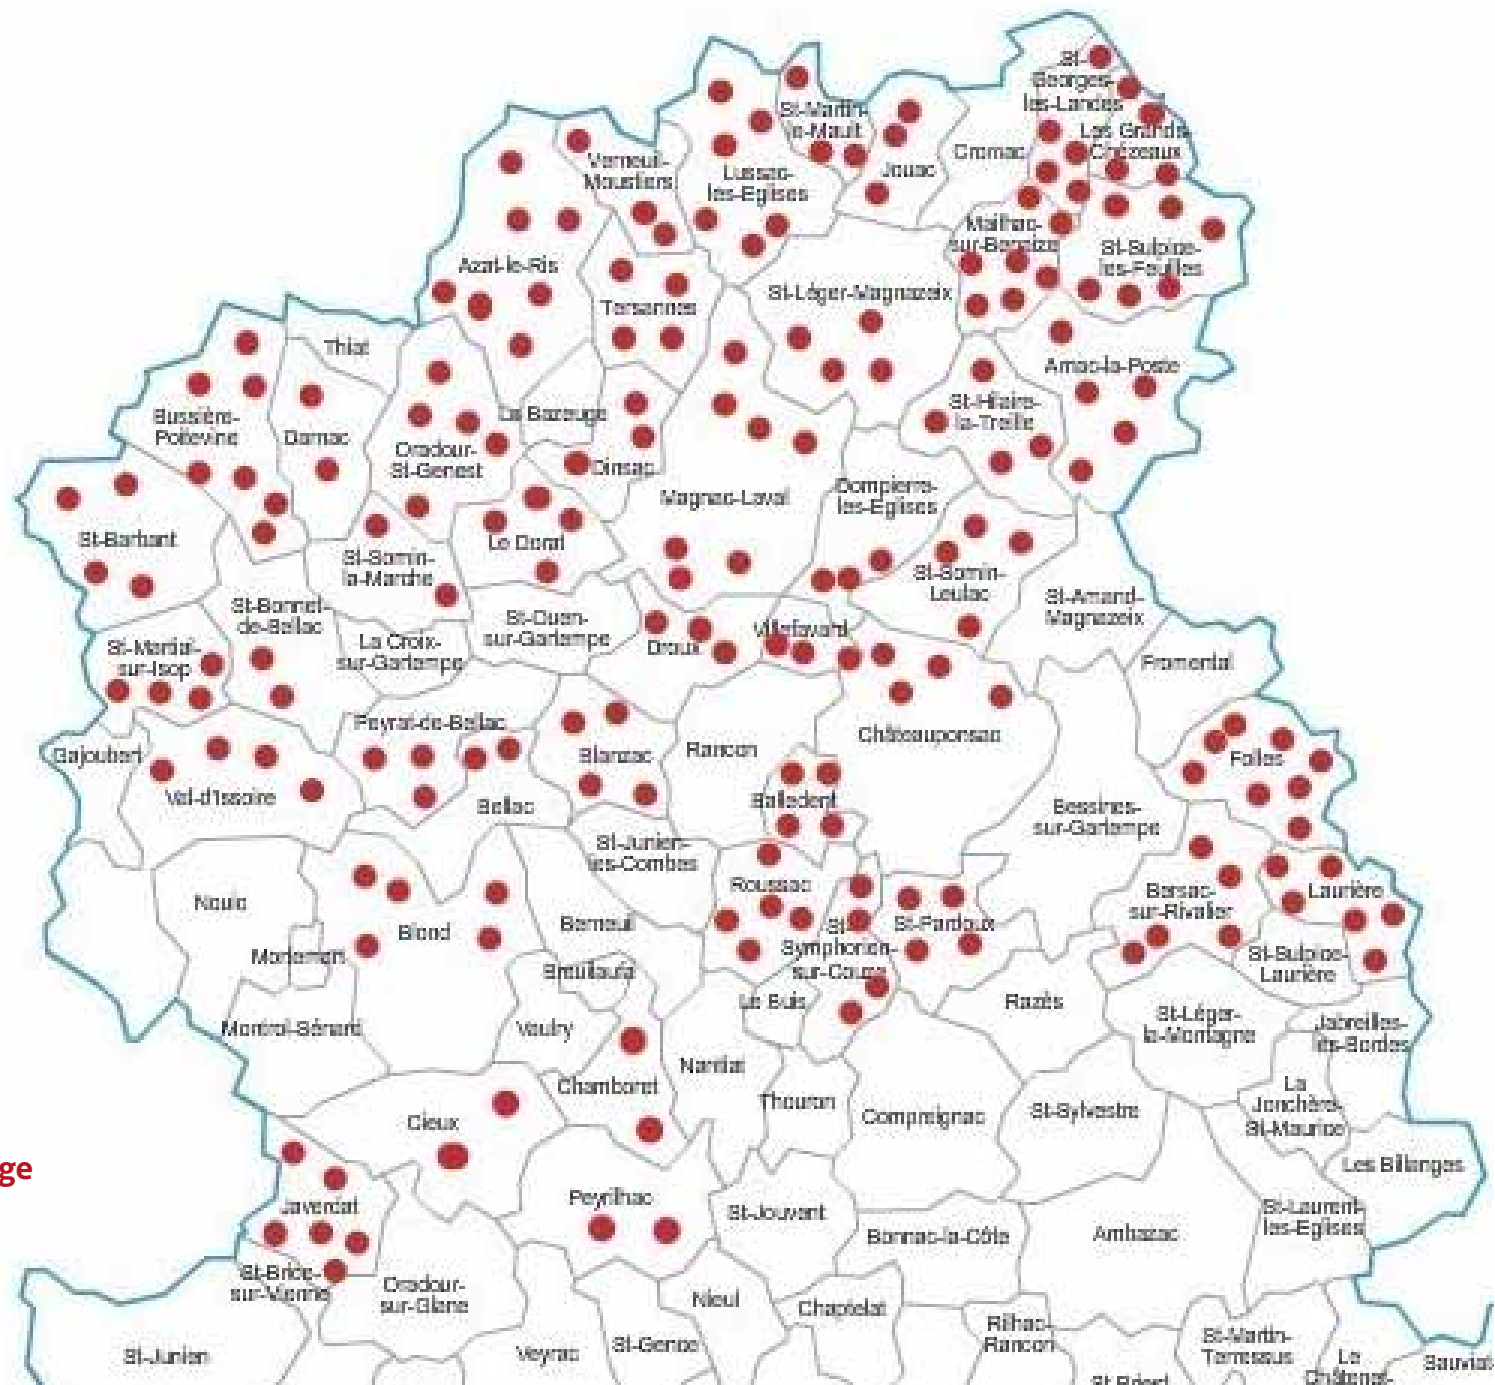 St-
Georges-
les-Landes
St-Martin-
le-Mault
Les Grands-
Chézeaux
Cromac
Verneuil-
Moustiers
Jouac
Lussac-
les-Eglises
Mailhac-
sur-Benaize
St-Sulpice-
les-Feuilles
Azat-le-Ris
St-Léger-Magnazeix
Tersannes
Thiat
Arnac-la-Poste
Bussière-
Poitevine
La Bazeuge
St-Hilaire-
la-Treille
Darnac
Oradour-
St-Genest
Dinsac
Magnac-Laval
Dompierre-
les-Eglises
St-Barbant
Le Dorat
St-Sornin-
la-Marche
St-Sornin-
Leulac
St-Bonnet-
de-Bellac
St-Ouen-
sur-Gartempe
St-Amand-
Magnazeix
La Croix-
sur-Gartempe
Droux
Villefavard
St-Martial-
sur-Isop
Fromental
Peyrat-de-Bellac
Gajoubert
Blanzac
Rancon
Châteauponsac
Folles
Val-d'Issoire
Bellac
Balledent
Bessines-
sur-Gartempe
St-Junien-
les-Combes
Roussac
Bersac-
sur-Rivalier
Laurière
Nouic
Blond
Berneuil
St-
Symphorien-
sur-Couze
St-Pardoux
Mortemart
Breuilaufa
St-Sulpice-
Laurière
Le Buis
Razès
Montrol-Sénard
Vaulry
St-Léger-
la-Montagne
Jabreilles-
les-Bordes
Nantiat
Chamboret
Thouron
Compreignac
St-Sylvestre
La
Jonchère-
St-Maurice
Cieux
ge
Les Billanges
Javerdat
Peyrilhac
St-Jouvent
Bonnac-la-Côte
Ambazac
St-Laurent-
les-Eglises
St-Brice-
sur-Vienne
Oradour-
sur-Glane
Nieul
Chaptelat
Rilhac-
Rancon
St-Junien
Veyrac
St-Gence
St-Martin-
Terressus
Le
Châtenet-
Sauviat-
St-Priest